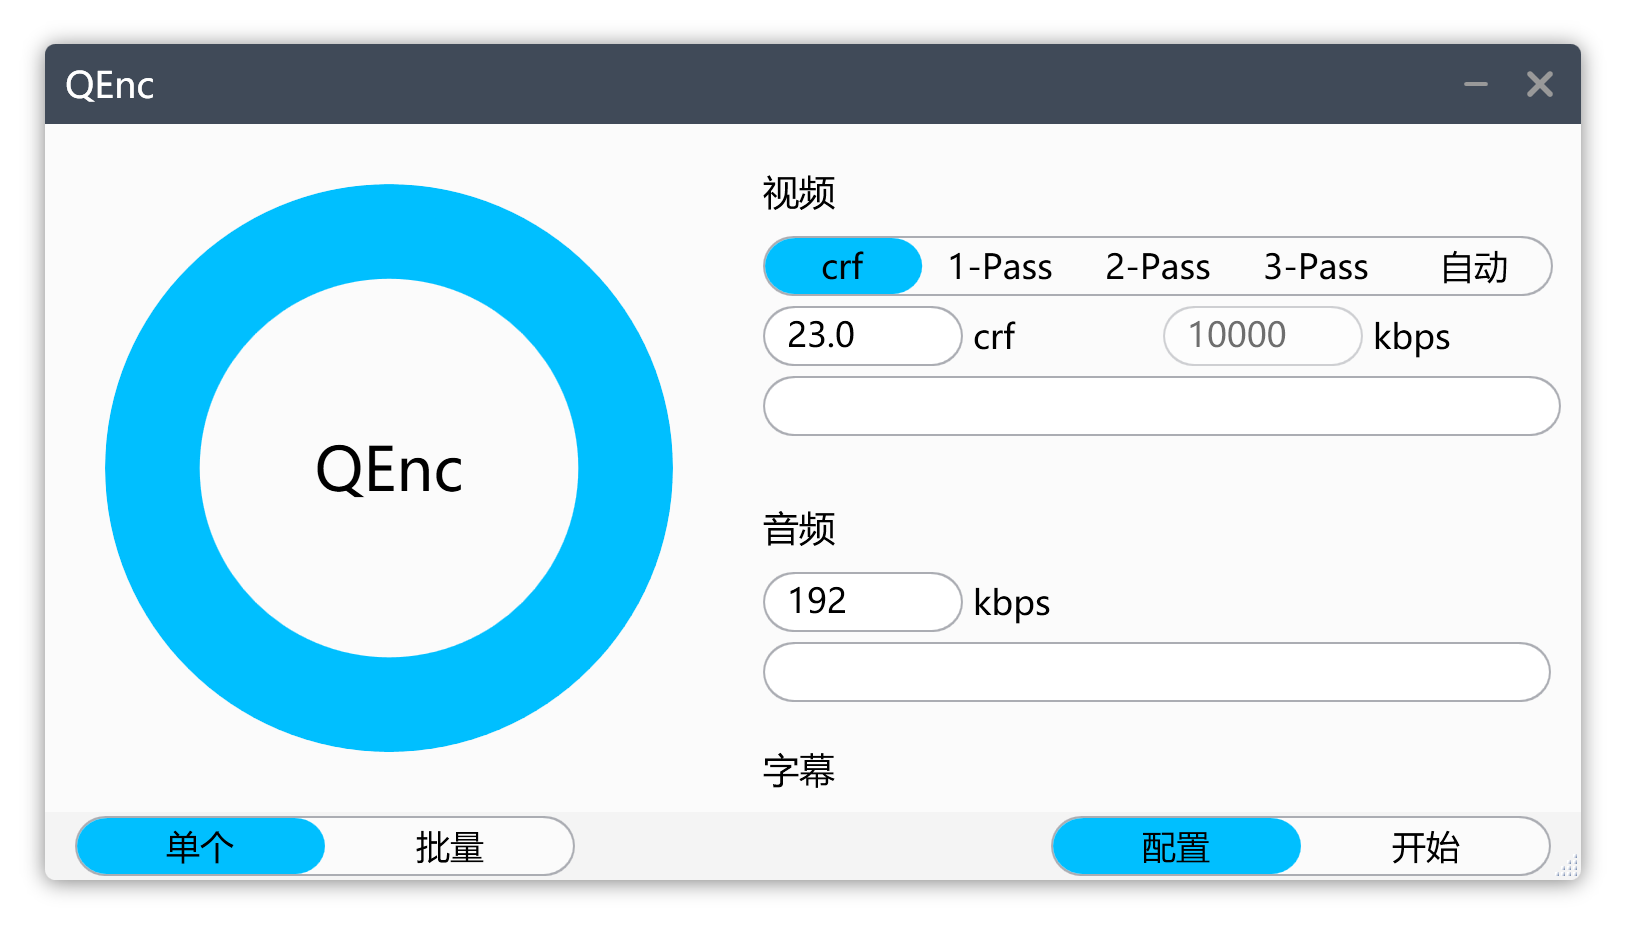 QEnc
QEnc
视频
crf 1-Pass 2-Pass 3-Pass 自动
23.0 crf 10000 kbps
音频
192 kbps
字幕
单个 批量 配置 开始